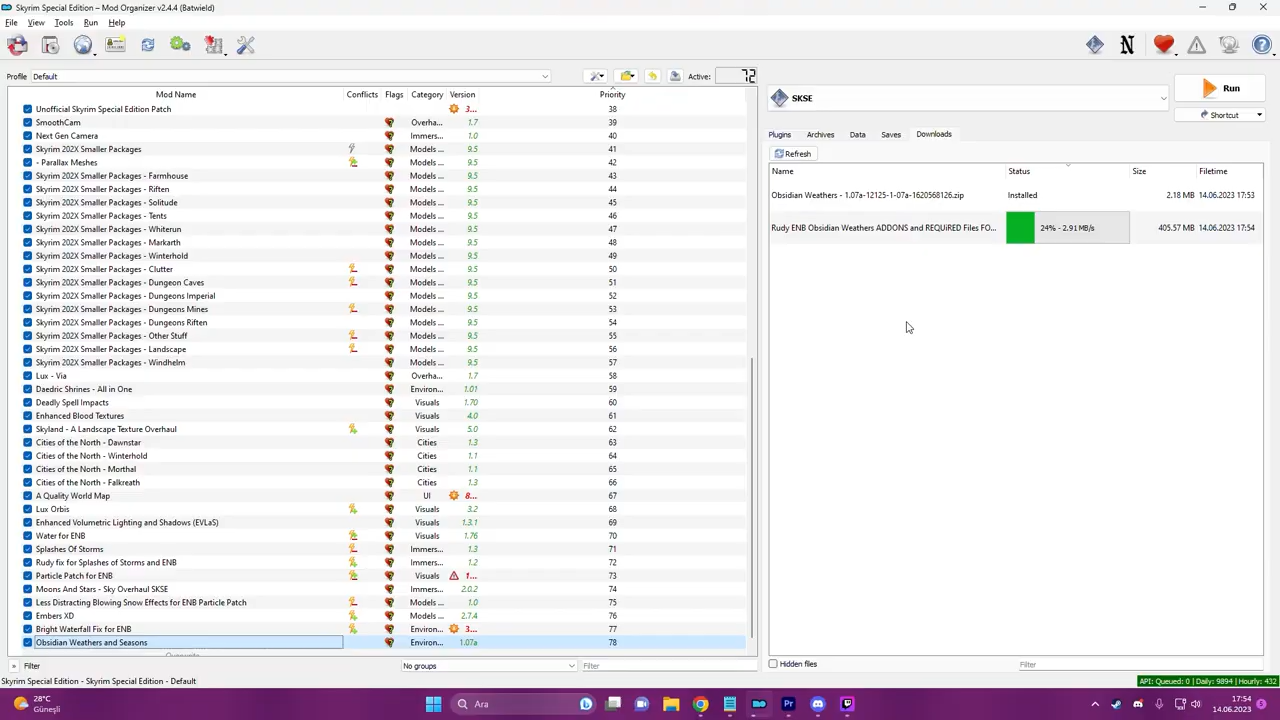 Skyrim Special Edition – Mod Organizer v2.4.4 (Batwield)
File View Tools Run Help
Profile Default Active: 72
Mod Name Conflicts Flags Category Version Priority
Unofficial Skyrim Special Edition Patch 3... 38
SmoothCam Overha... 1.7 39
Next Gen Camera Immers... 1.0 40
Skyrim 202X Smaller Packages Models ... 9.5 41
- Parallax Meshes Models ... 9.5 42
Skyrim 202X Smaller Packages - Farmhouse Models ... 9.5 43
Skyrim 202X Smaller Packages - Riften Models ... 9.5 44
Skyrim 202X Smaller Packages - Solitude Models ... 9.5 45
Skyrim 202X Smaller Packages - Tents Models ... 9.5 46
Skyrim 202X Smaller Packages - Whiterun Models ... 9.5 47
Skyrim 202X Smaller Packages - Markarth Models ... 9.5 48
Skyrim 202X Smaller Packages - Winterhold Models ... 9.5 49
Skyrim 202X Smaller Packages - Clutter Models ... 9.5 50
Skyrim 202X Smaller Packages - Dungeon Caves Models ... 9.5 51
Skyrim 202X Smaller Packages - Dungeons Imperial Models ... 9.5 52
Skyrim 202X Smaller Packages - Dungeons Mines Models ... 9.5 53
Skyrim 202X Smaller Packages - Dungeons Riften Models ... 9.5 54
Skyrim 202X Smaller Packages - Other Stuff Models ... 9.5 55
Skyrim 202X Smaller Packages - Landscape Models ... 9.5 56
Skyrim 202X Smaller Packages - Windhelm Models ... 9.5 57
Lux - Via Overha... 1.7 58
Daedric Shrines - All in One Environ... 1.01 59
Deadly Spell Impacts Visuals 1.70 60
Enhanced Blood Textures Visuals 4.0 61
Skyland - A Landscape Texture Overhaul Visuals 5.0 62
Cities of the North - Dawnstar Cities 1.3 63
Cities of the North - Winterhold Cities 1.1 64
Cities of the North - Morthal Cities 1.1 65
Cities of the North - Falkreath Cities 1.3 66
A Quality World Map UI 8... 67
Lux Orbis Visuals 3.2 68
Enhanced Volumetric Lighting and Shadows (EVLaS) Visuals 1.3.1 69
Water for ENB Visuals 1.76 70
Splashes Of Storms Immers... 1.3 71
Rudy fix for Splashes of Storms and ENB Immers... 1.2 72
Particle Patch for ENB Visuals 1... 73
Moons And Stars - Sky Overhaul SKSE Immers... 2.0.2 74
Less Distracting Blowing Snow Effects for ENB Particle Patch Models ... 1.0 75
Embers XD Models ... 2.7.4 76
Bright Waterfall Fix for ENB Environ... 3... 77
Obsidian Weathers and Seasons Environ... 1.07a 78
Overwrite
> Filter No groups Filter
SKSE
Run
Shortcut
Plugins Archives Data Saves Downloads
Refresh
Name Status Size Filetime
Obsidian Weathers - 1.07a-12125-1-07a-1620568126.zip Installed 2.18 MB 14.06.2023 17:53
Rudy ENB Obsidian Weathers ADDONS and REQUiRED Files FO... 24% - 2.91 MB/s 405.57 MB 14.06.2023 17:54
Hidden files Filter
Skyrim Special Edition - Skyrim Special Edition - Default
API: Queued: 0 | Daily: 9894 | Hourly: 432
28°C
Güneşli
Ara
17:54
14.06.2023